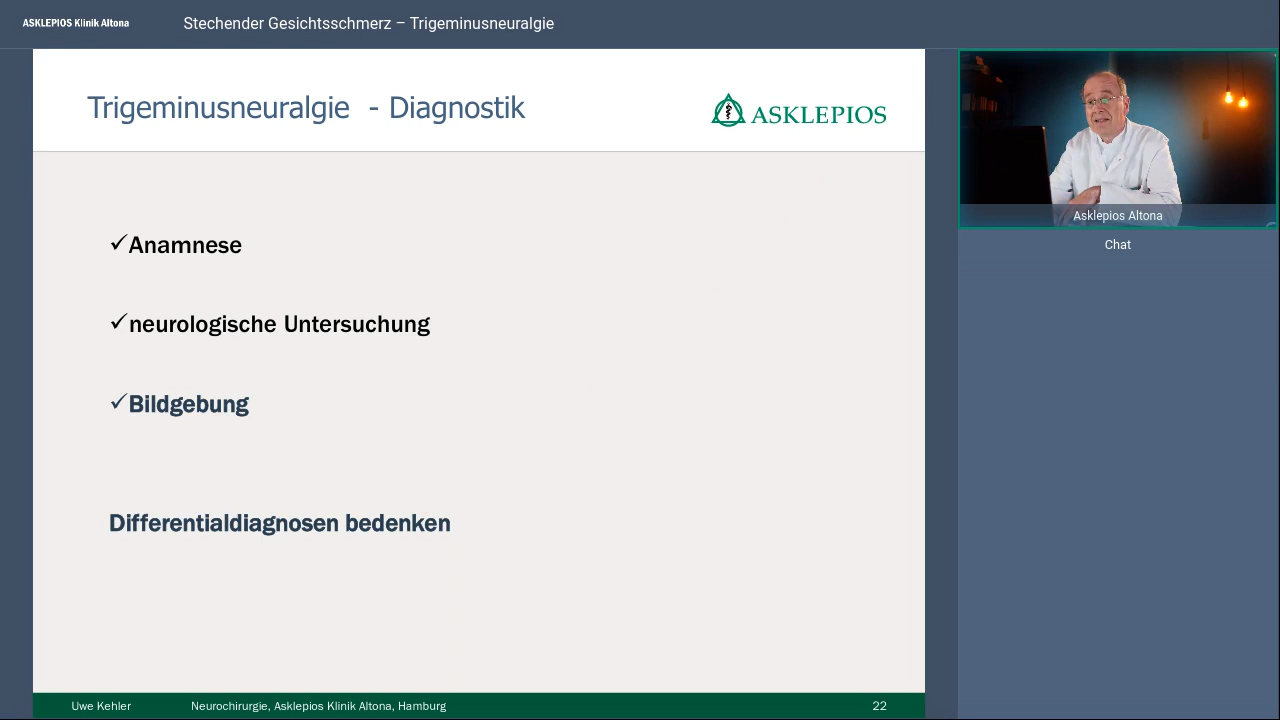 ASKLEPIOS Klinik Altona
Stechender Gesichtsschmerz – Trigeminusneuralgie
Trigeminusneuralgie - Diagnostik
ASKLEPIOS
✓Anamnese
✓neurologische Untersuchung
✓Bildgebung
Differentialdiagnosen bedenken
Uwe Kehler Neurochirurgie, Asklepios Klinik Altona, Hamburg 22
Asklepios Altona
Chat